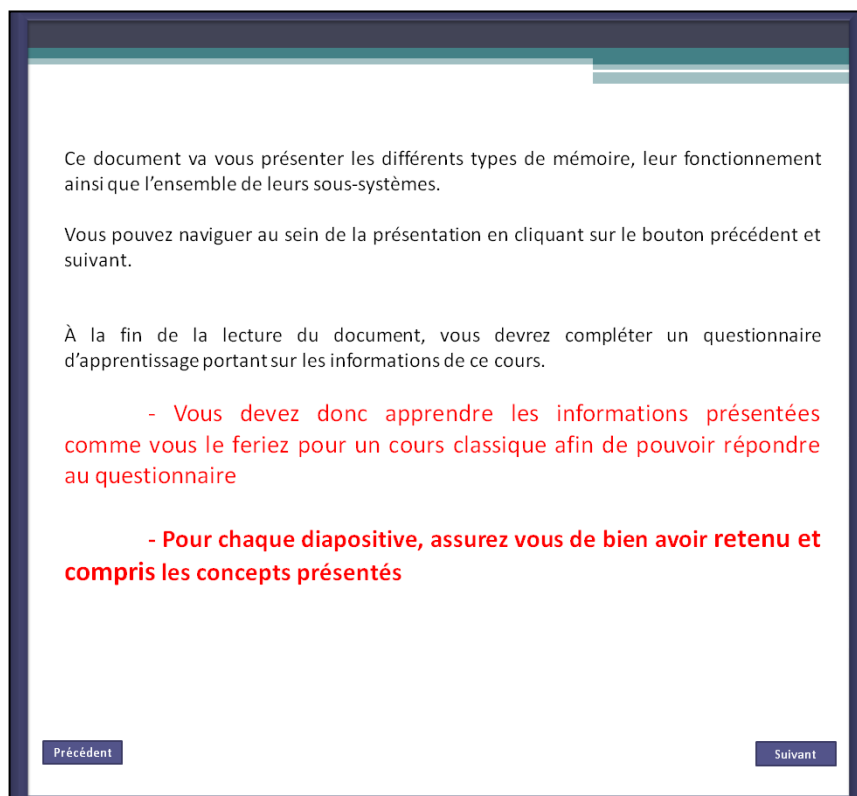 Ce document va vous présenter les différents types de mémoire, leur fonctionnement
ainsi que l’ensemble de leurs sous-systèmes.
Vous pouvez naviguer au sein de la présentation en cliquant sur le bouton précédent et
suivant.
À la fin de la lecture du document, vous devrez compléter un questionnaire
d’apprentissage portant sur les informations de ce cours.
- Vous devez donc apprendre les informations présentées
comme vous le feriez pour un cours classique afin de pouvoir répondre
au questionnaire
- Pour chaque diapositive, assurez vous de bien avoir retenu et
compris les concepts présentés
Précédent
Suivant